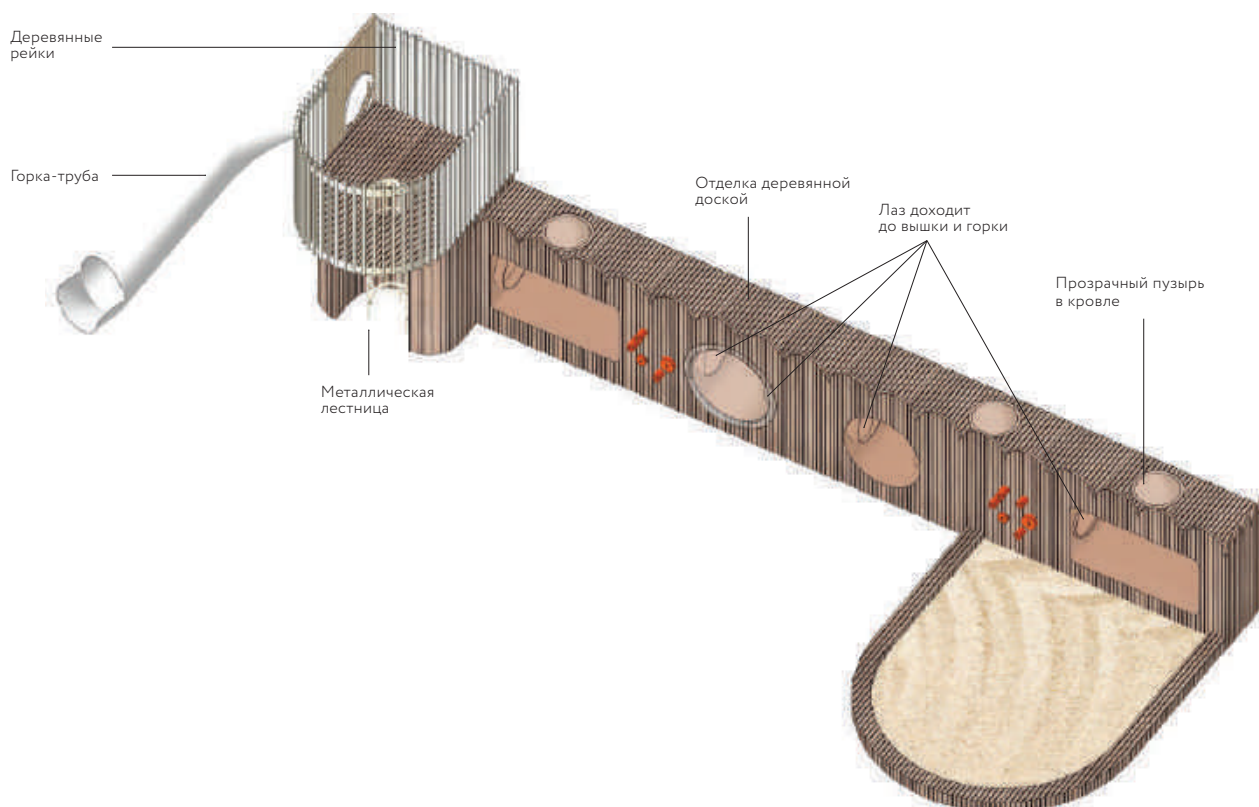 Деревянные
рейки
Горка-труба
Отделка деревянной
доской
Лаз доходит
до вышки и горки
Прозрачный пузырь
в кровле
Металлическая
лестница